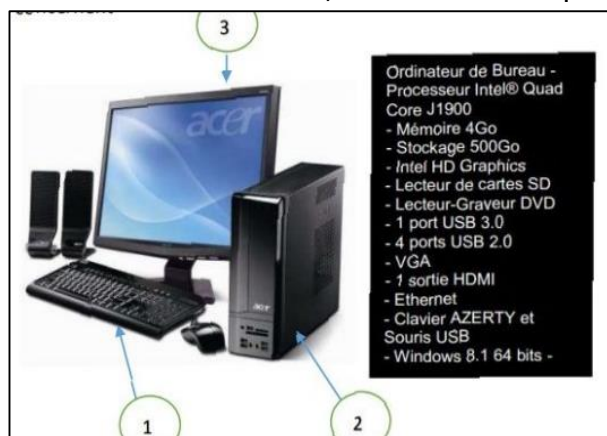 3
acer
Ordinateur de Bureau -
Processeur Intel® Quad
Core J1900
- Mémoire 4Go
- Stockage 500Go
- Intel HD Graphics
- Lecteur de cartes SD
- Lecteur-Graveur DVD
- 1 port USB 3.0
- 4 ports USB 2.0
- VGA
- 1 sortie HDMI
- Ethernet
- Clavier AZERTY et
Souris USB
- Windows 8.1 64 bits -
acer
1
2